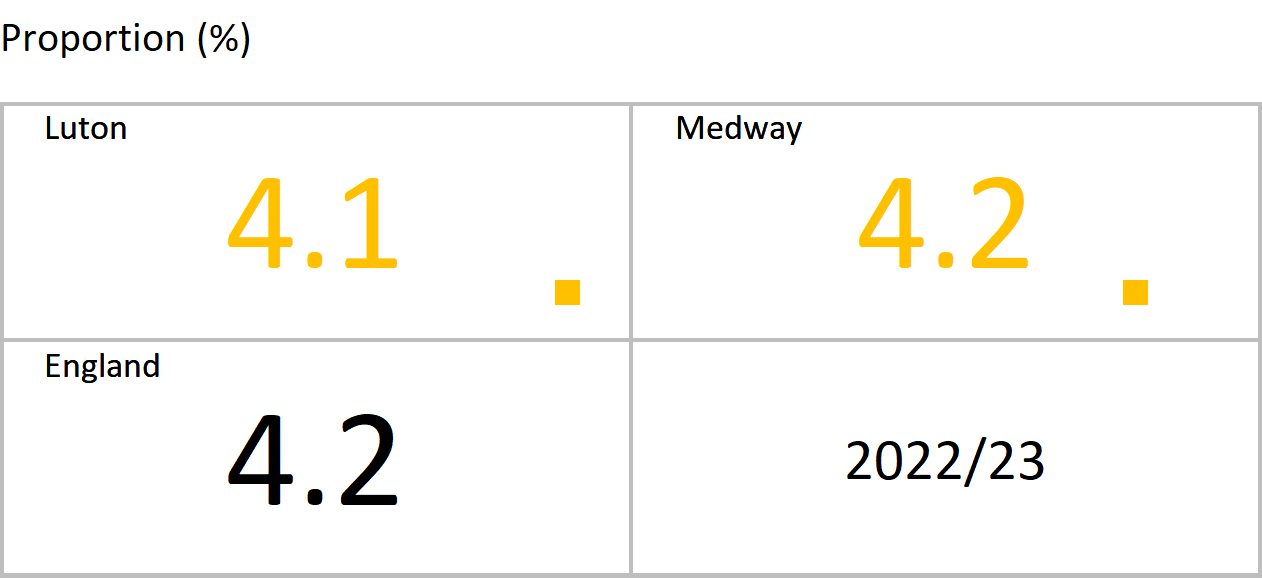 Proportion (%)
Luton
Medway
4.1
4.2
England
4.2
2022/23